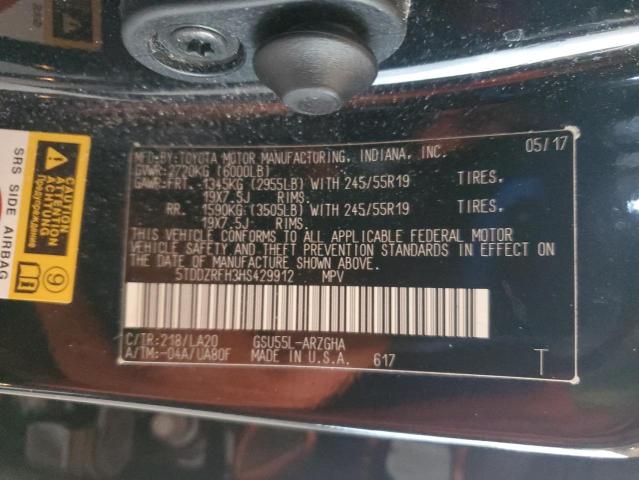 MFD.BY:TOYOTA MOTOR MANUFACTURING, INDIANA, INC. 05/17
GVWR:2720KG (6000LB)
GAWR:FRT. 1345KG (2955LB) WITH 245/55R19 TIRES,
19X7.5J RIMS.
RR. 1590KG (3505LB) WITH 245/55R19 TIRES,
19X7.5J RIMS.
THIS VEHICLE CONFORMS TO ALL APPLICABLE FEDERAL MOTOR
VEHICLE SAFETY AND THEFT PREVENTION STANDARDS IN EFFECT ON
THE DATE OF MANUFACTURE SHOWN ABOVE.
5TDDZRFH3HS429912 MPV
C/TR:218/LA20 GSU55L-ARZGHA
A/TM:-04A/UA80F MADE IN U.S.A. 617 T
SRS SIDE AIRBAG
CAUTION
ATTENTION
ACHTUNG
9